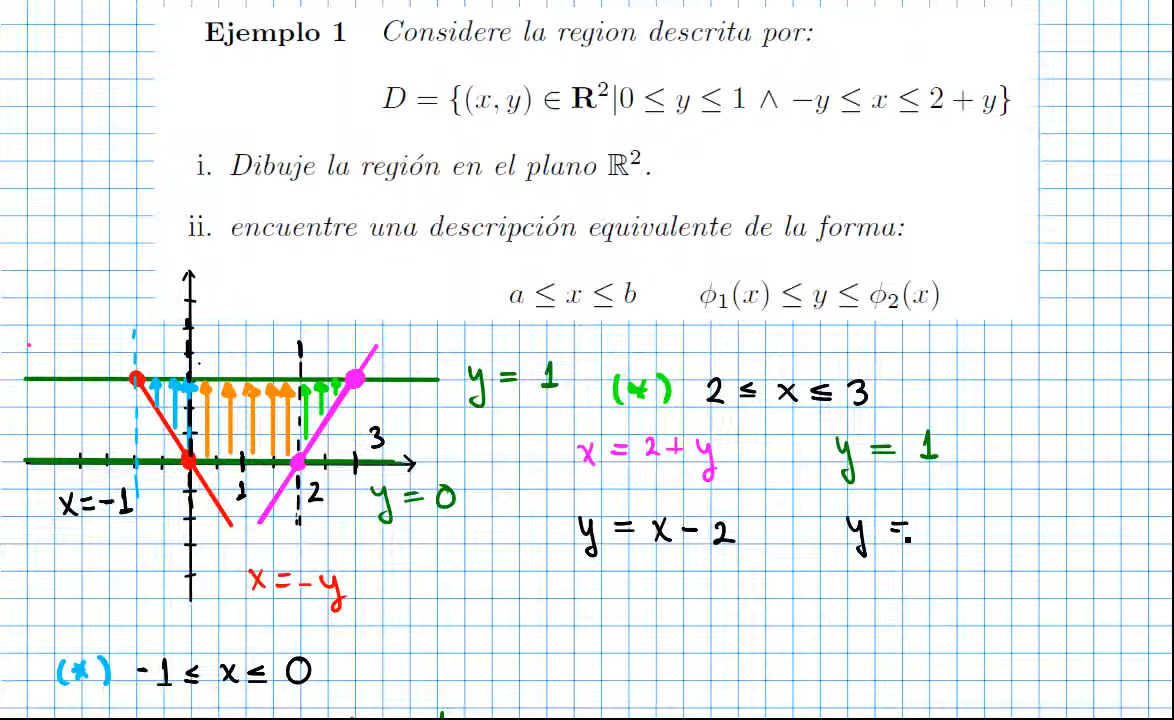 Ejemplo 1 Considere la region descrita por:
D = {(x, y) ∈ R²|0 ≤ y ≤ 1 ∧ −y ≤ x ≤ 2 + y}
i. Dibuje la región en el plano ℝ².
ii. encuentre una descripción equivalente de la forma:
a ≤ x ≤ b ϕ₁(x) ≤ y ≤ ϕ₂(x)
y = 1
3
x=-1
1
2
y = 0
x = -y
(*) -1 ≤ x ≤ 0
(*) 2 ≤ x ≤ 3
x = 2+y y = 1
y = x - 2 y =